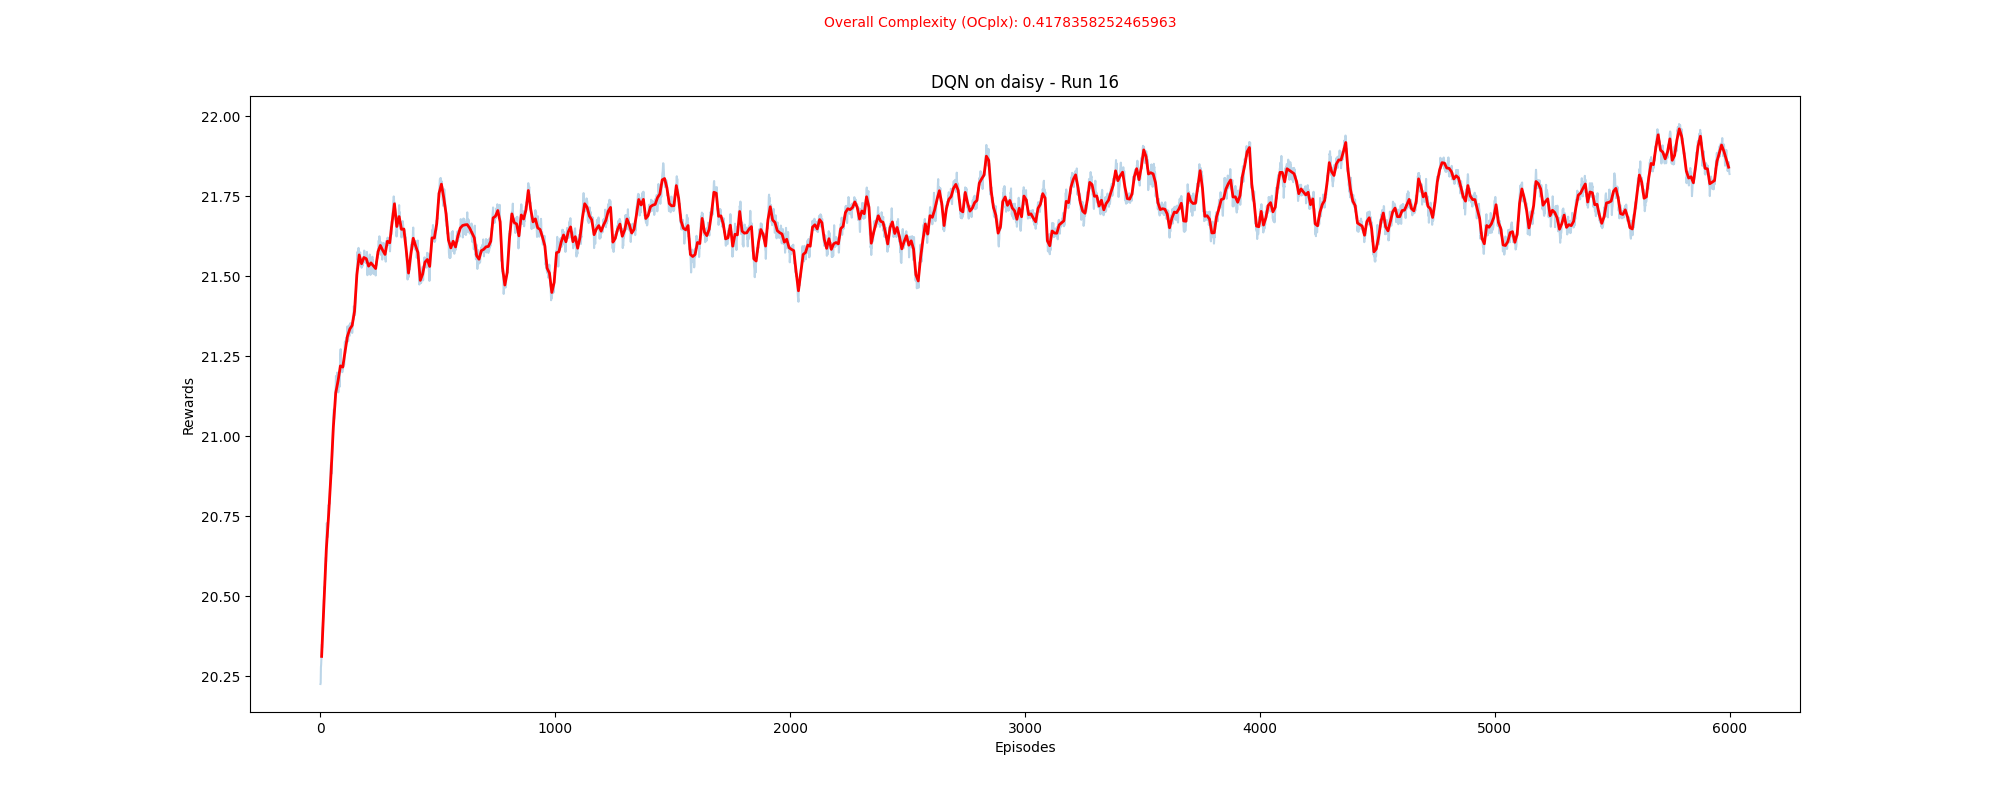 Overall Complexity (OCplx): 0.4178358252465963
DQN on daisy - Run 16
22.00
21.75
21.50
21.25
21.00
20.75
20.50
20.25
Rewards
0 1000 2000 3000 4000 5000 6000
Episodes